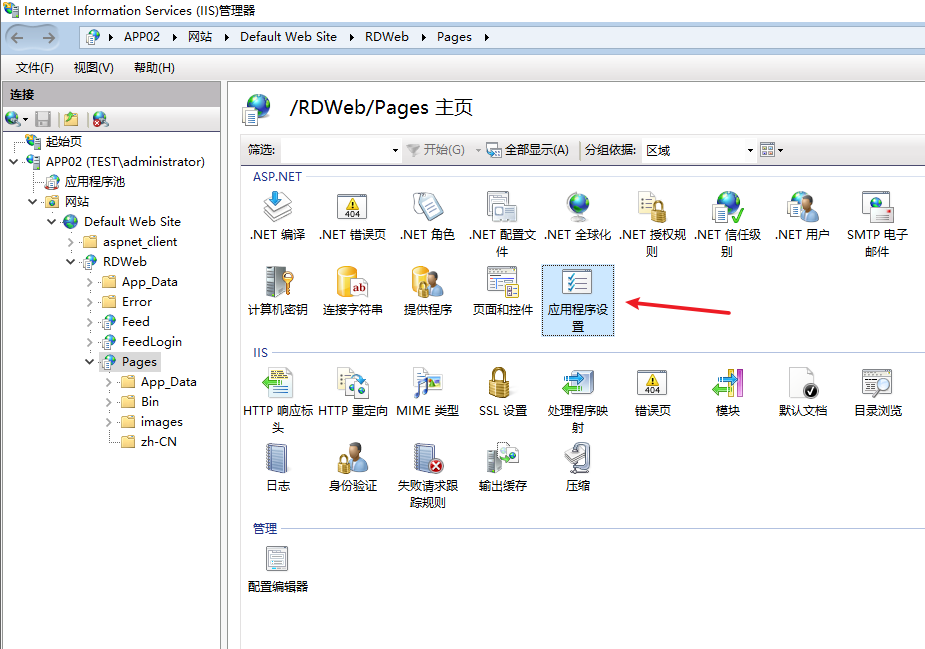 Internet Information Services (IIS)管理器
APP02 网站 Default Web Site RDWeb Pages
文件(F) 视图(V) 帮助(H)
连接
起始页
APP02 (TEST\administrator)
应用程序池
网站
Default Web Site
aspnet_client
RDWeb
App_Data
Error
Feed
FeedLogin
Pages
App_Data
Bin
images
zh-CN
/RDWeb/Pages 主页
筛选: 开始(G) 全部显示(A) 分组依据: 区域
ASP.NET
.NET 编译
404
.NET 错误页
.NET 角色
.NET 配置文
件
.NET 全球化
.NET 授权规
则
.NET 信任级
别
.NET 用户
SMTP 电子
邮件
计算机密钥
ab
连接字符串
提供程序
页面和控件
应用程序设
置
IIS
HTTP 响应标
头
HTTP 重定向
MIME 类型
SSL 设置
处理程序映
射
404
错误页
模块
默认文档
目录浏览
日志
身份验证
失败请求跟
踪规则
输出缓存
压缩
管理
配置编辑器